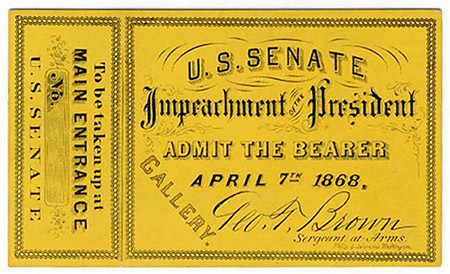 To be taken up at
MAIN ENTRANCE
No.
U.S. SENATE
U.S. SENATE
Impeachment OF THE President
ADMIT THE BEARER
APRIL 7TH 1868.
GALLERY.
Geo. T. Brown
Sergeant-at-Arms.